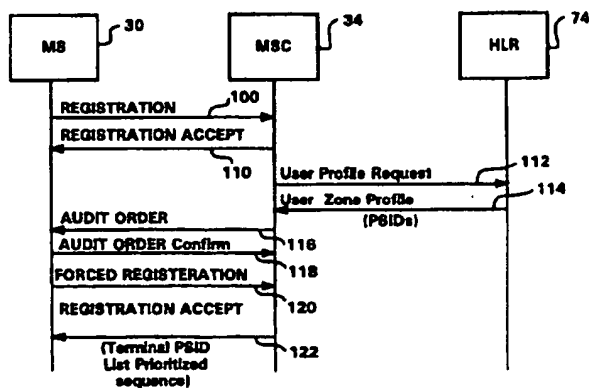 30
34
74
MS
MSC
HLR
REGISTRATION
100
REGISTRATION ACCEPT
110
User Profile Request
112
User Zone Profile
114
(PSIDs)
AUDIT ORDER
116
AUDIT ORDER Confirm
118
FORCED REGISTERATION
120
REGISTRATION ACCEPT
122
(Terminal PSID
List Prioritized
sequence)